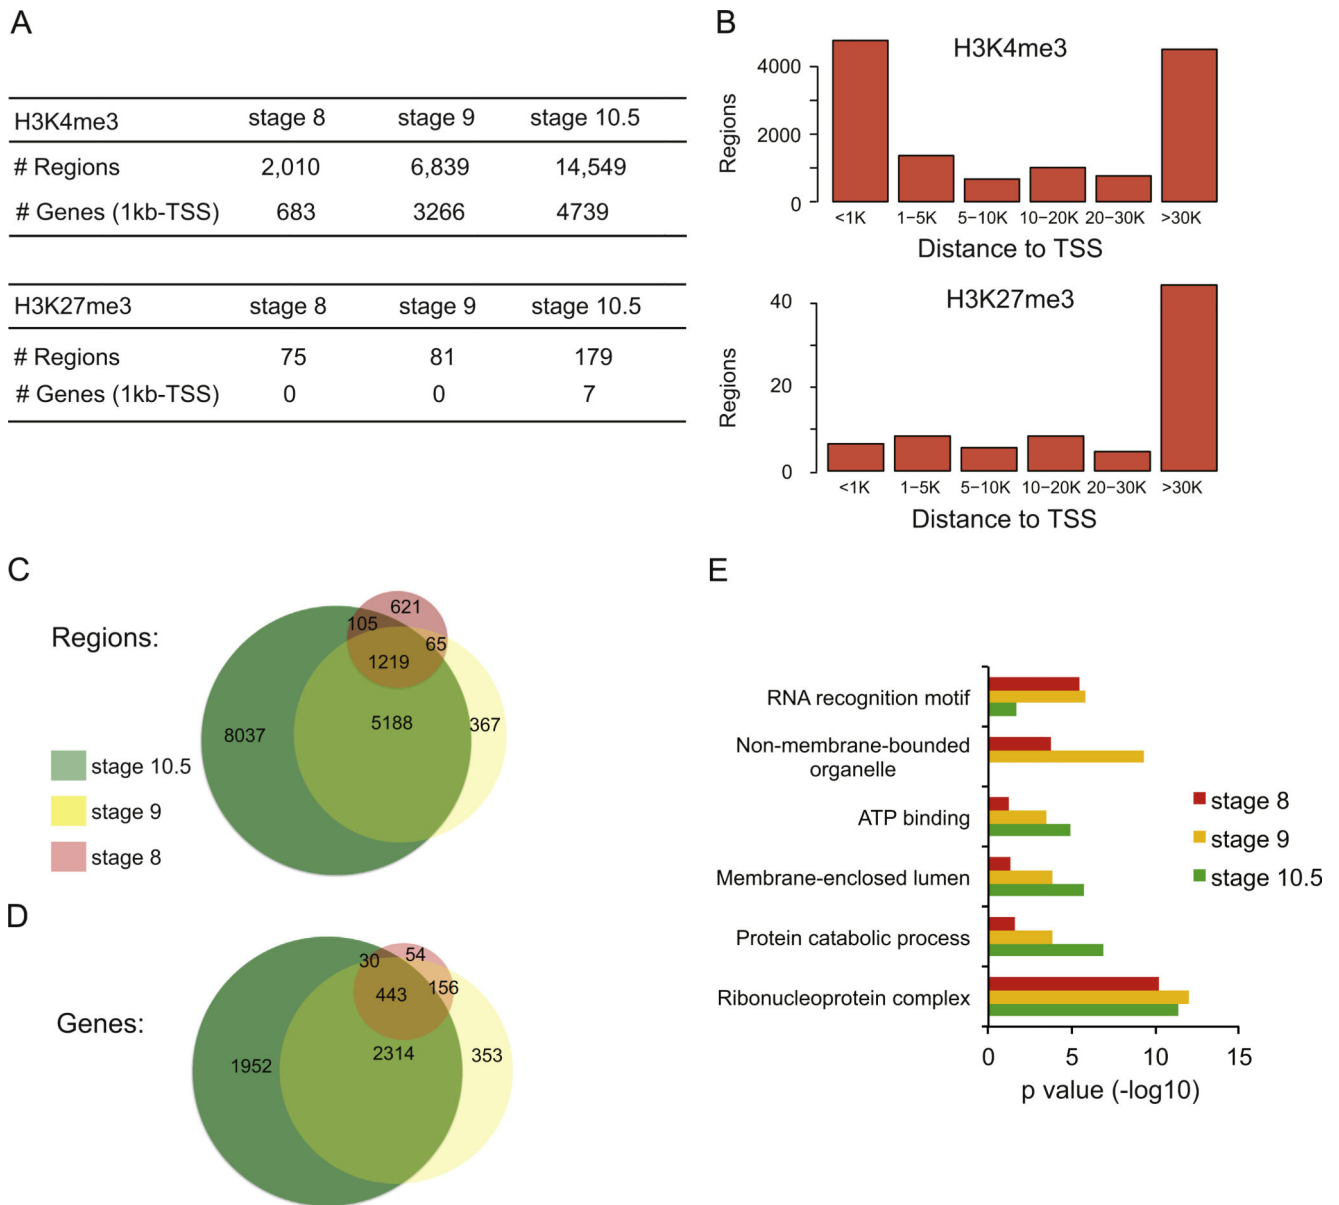 A
H3K4me3 stage 8 stage 9 stage 10.5
# Regions 2,010 6,839 14,549
# Genes (1kb-TSS) 683 3266 4739
H3K27me3 stage 8 stage 9 stage 10.5
# Regions 75 81 179
# Genes (1kb-TSS) 0 0 7
B
H3K4me3
Regions
4000
2000
0
<1K 1−5K 5−10K 10−20K 20−30K >30K
Distance to TSS
H3K27me3
Regions
40
20
0
<1K 1−5K 5−10K 10−20K 20−30K >30K
Distance to TSS
C
Regions:
621
105
65
1219
8037
5188
367
stage 10.5
stage 9
stage 8
D
Genes:
30
54
443
156
1952
2314
353
E
RNA recognition motif
Non-membrane-bounded
organelle
ATP binding
Membrane-enclosed lumen
Protein catabolic process
Ribonucleoprotein complex
stage 8
stage 9
stage 10.5
0 5 10 15
p value (-log10)